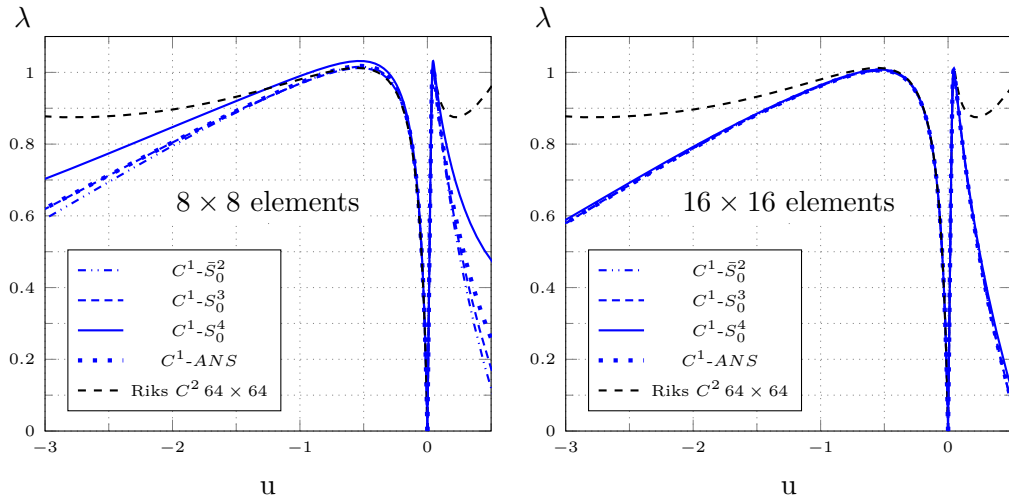 λ
1
0.8
0.6
0.4
0.2
0
8 × 8 elements
C¹-S̄₀²
C¹-S₀³
C¹-S₀⁴
C¹-ANS
Riks C² 64 × 64
−3
−2
−1
0
u
λ
1
0.8
0.6
0.4
0.2
0
16 × 16 elements
C¹-S̄₀²
C¹-S₀³
C¹-S₀⁴
C¹-ANS
Riks C² 64 × 64
−3
−2
−1
0
u